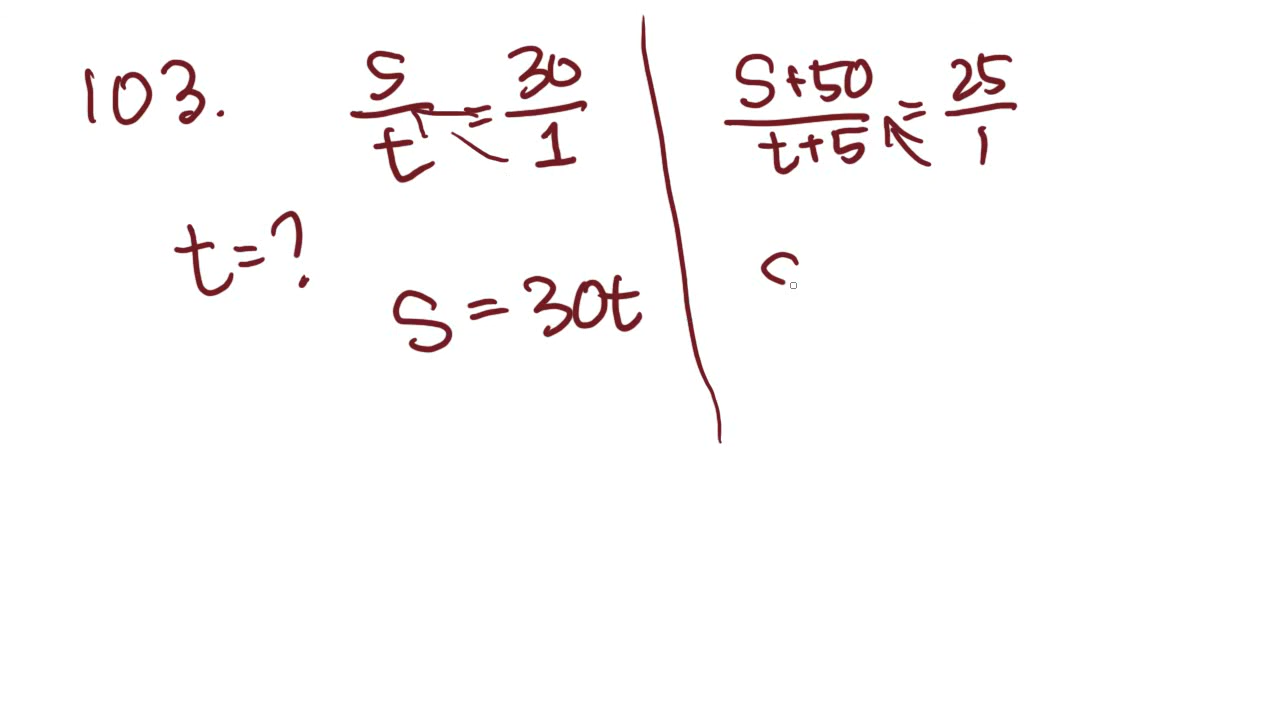 103.
s/t = 30/1
s+50/t+5 = 25/1
t=?
s = 30t
s